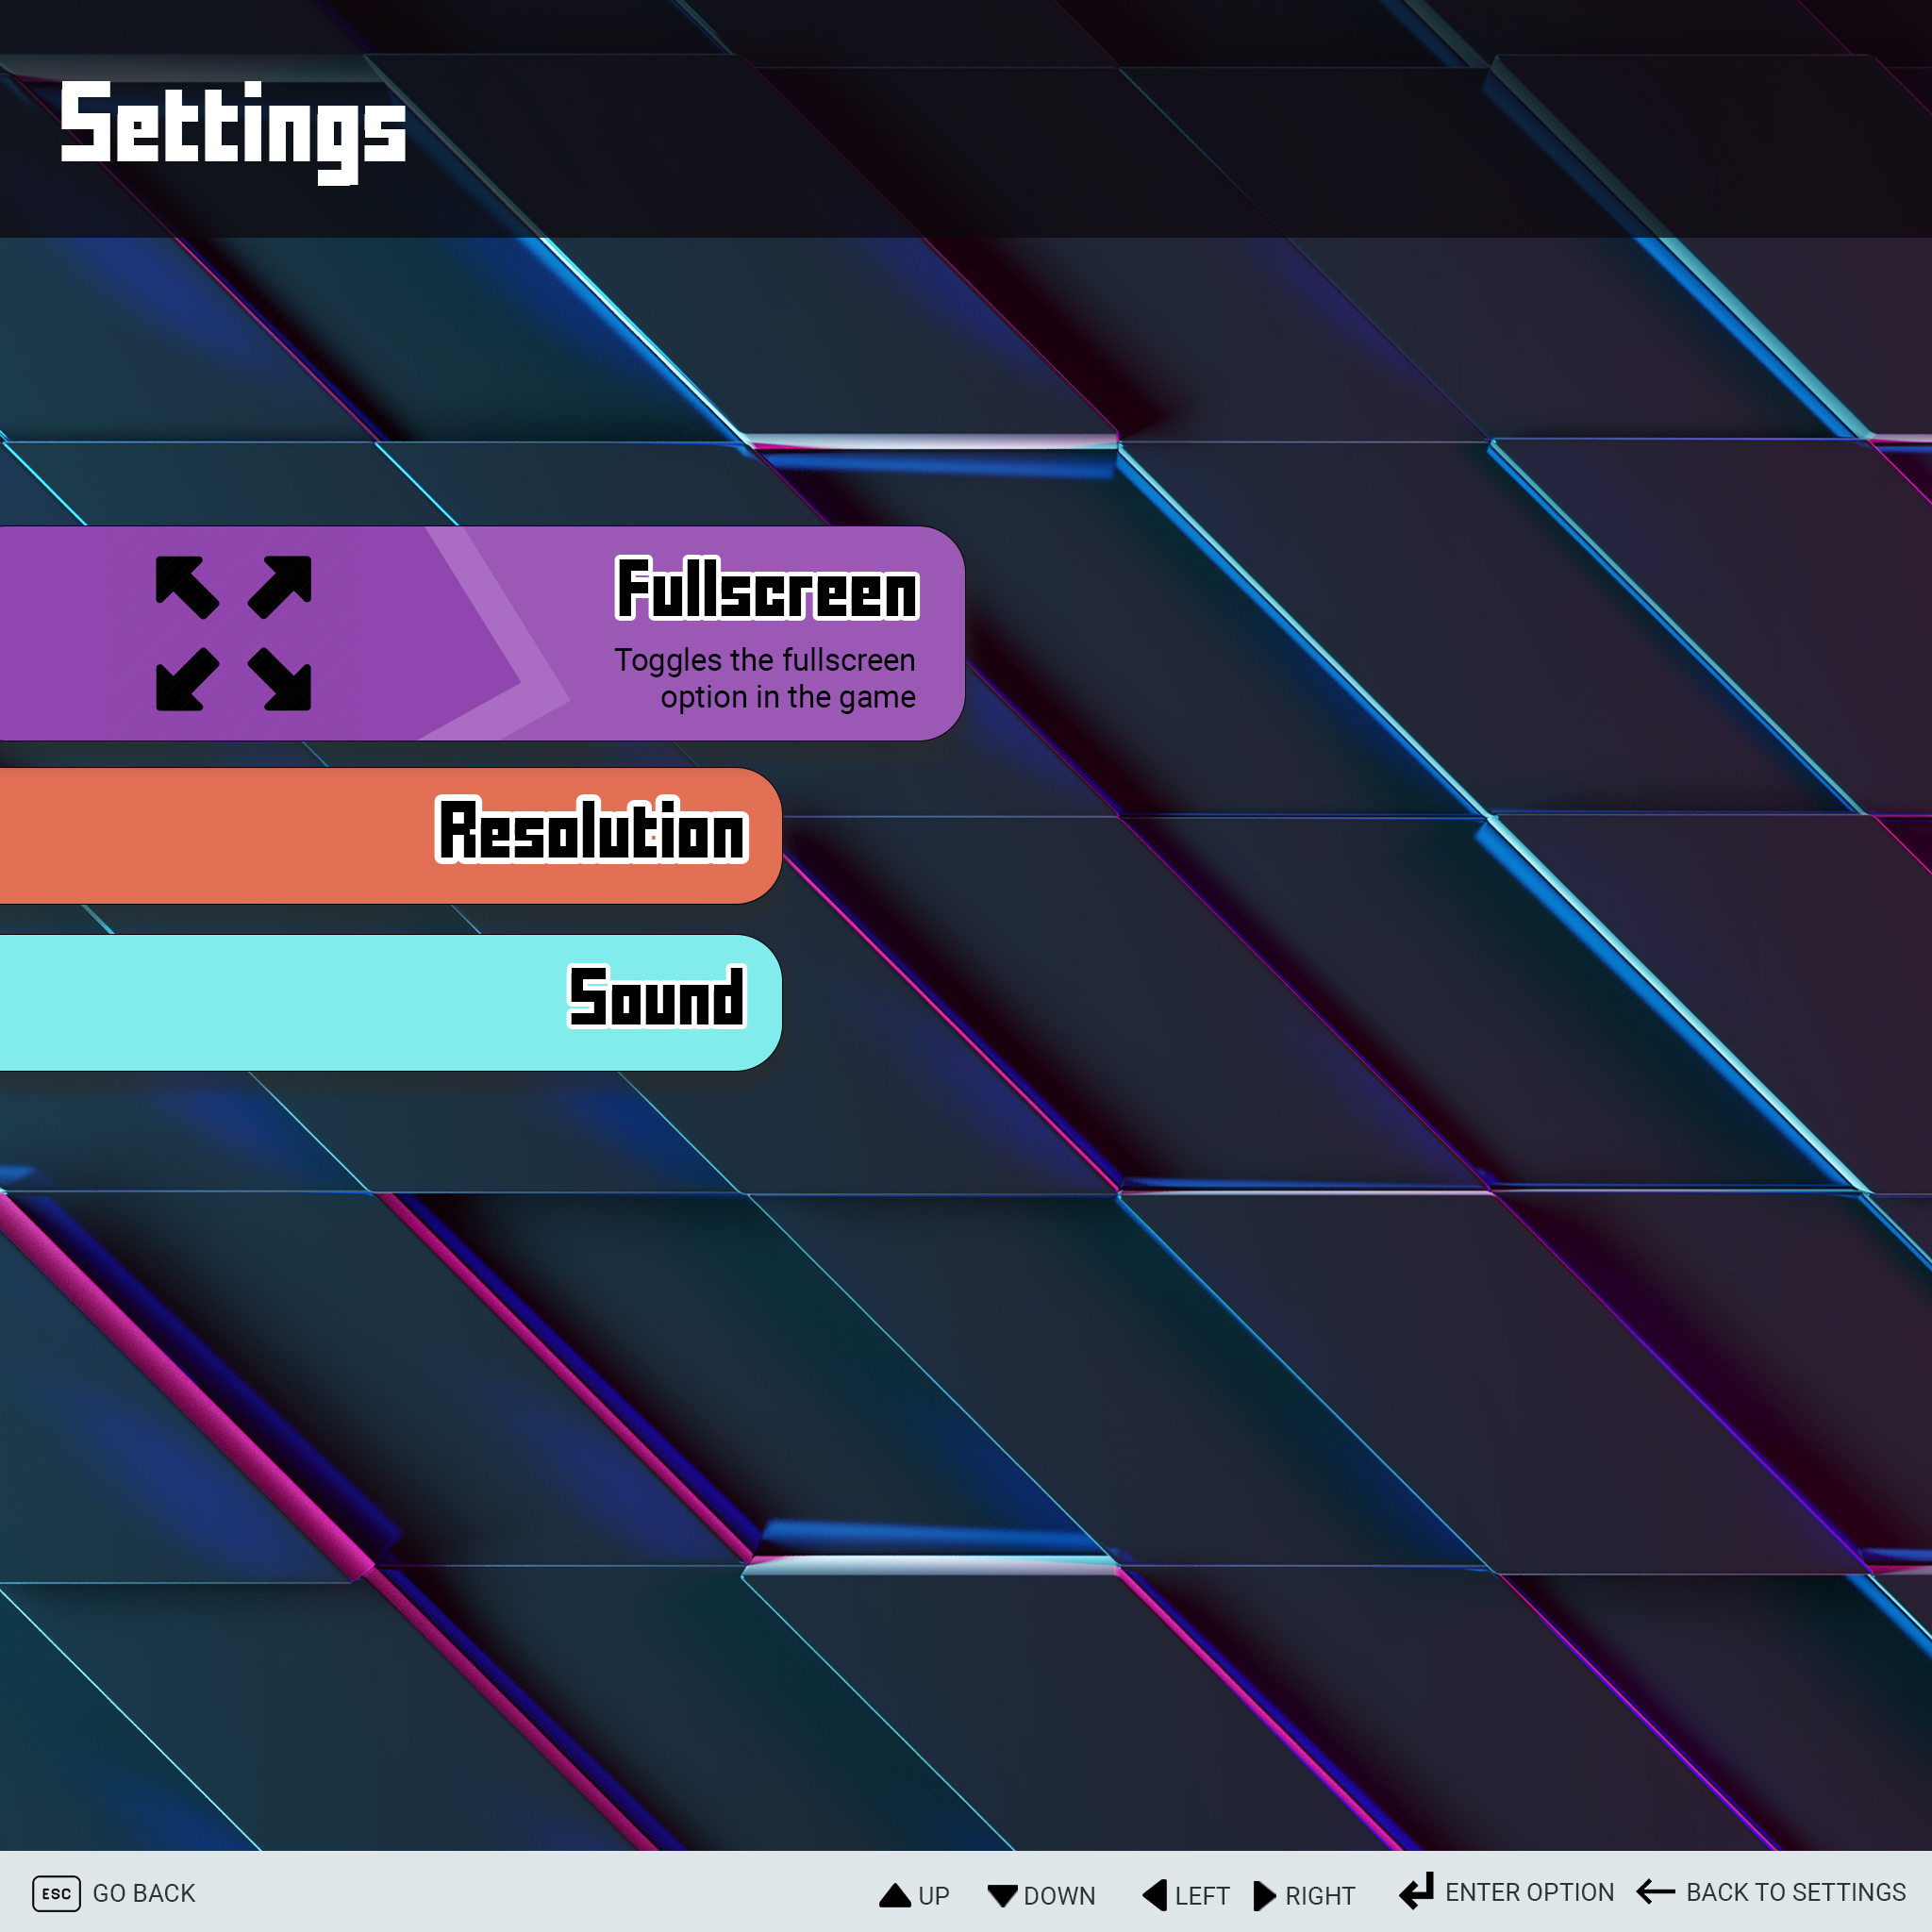 Settings
Fullscreen
Toggles the fullscreen
option in the game
Resolution
Sound
ESC GO BACK UP DOWN LEFT RIGHT ENTER OPTION BACK TO SETTINGS